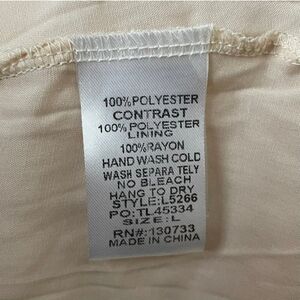 100%POLYESTER
CONTRAST
100% POLYESTER
LINING
100%RAYON
HAND WASH COLD
WASH SEPARA TELY
NO BLEACH
HANG TO DRY
STYLE:L5266
PO:TL45334
SIZE:L
RN#:130733
MADE IN CHINA